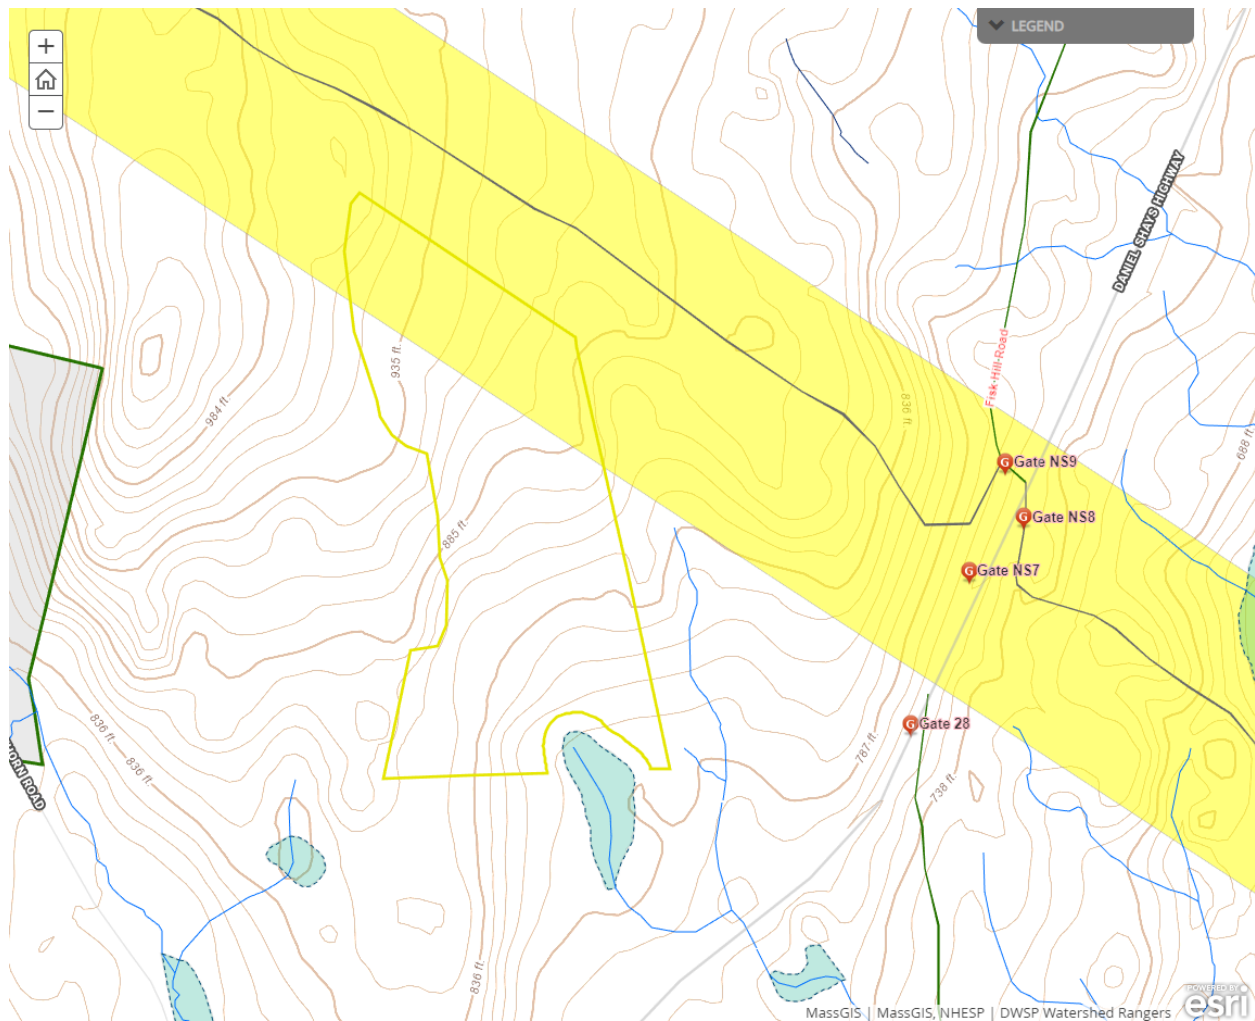 +
LEGEND
−
DANIEL SHAYS HIGHWAY
935 ft.
Fisk-Hill-Road
984 ft
836 ft
688 ft
G Gate NS9
G Gate NS8
885 ft.
G Gate NS7
836 ft.
G Gate 28
787 ft
836 ft.
HORN ROAD
738 ft.
836 ft.
MassGIS | MassGIS, NHESP | DWSP Watershed Rangers
POWERED BY
esri